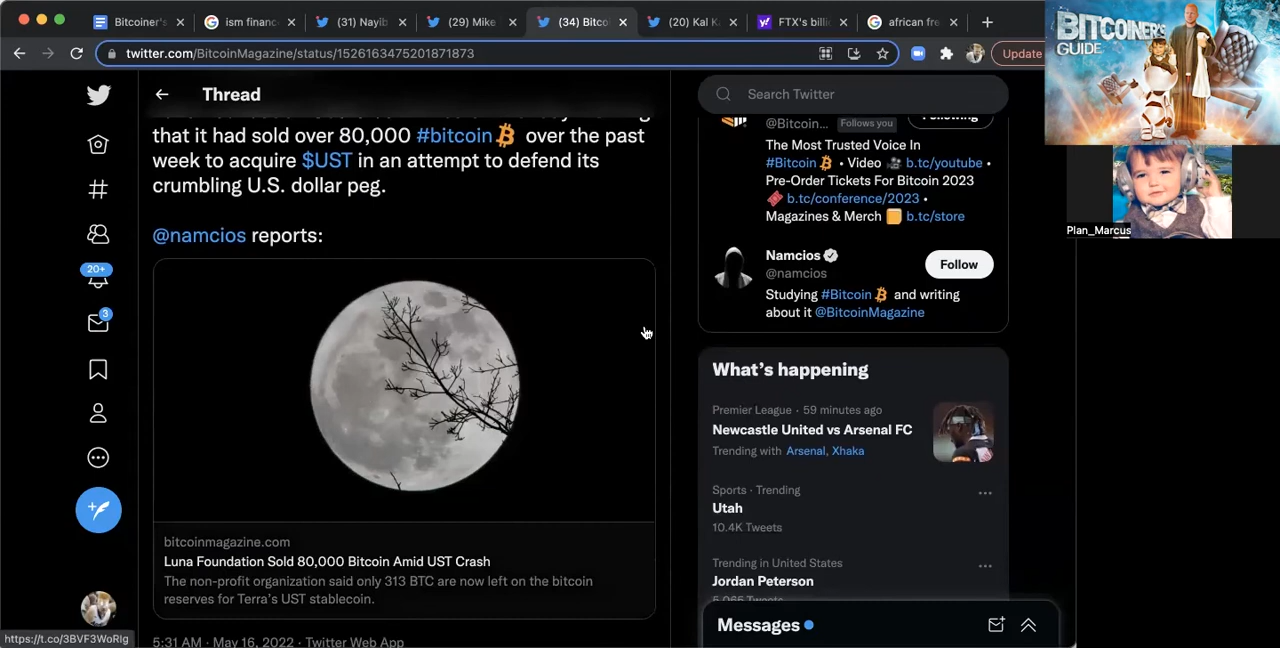 Bitcoiner's
ism financ
(31) Nayib
(29) Mike
(34) Bitco
(20) Kal K
FTX's billi
african fre
twitter.com/BitcoinMagazine/status/1526163475201871873
Update
BITCOINER'S
GUIDE
Plan_Marcus
Thread
that it had sold over 80,000 #bitcoin over the past
week to acquire $UST in an attempt to defend its
crumbling U.S. dollar peg.
@namcios reports:
bitcoinmagazine.com
Luna Foundation Sold 80,000 Bitcoin Amid UST Crash
The non-profit organization said only 313 BTC are now left on the bitcoin
reserves for Terra's UST stablecoin.
5:31 AM · May 16, 2022 · Twitter Web App
20+
3
https://t.co/3BVF3WoRIg
Search Twitter
@Bitcoin... Follows you
Following
The Most Trusted Voice In
#Bitcoin • Video b.tc/youtube •
Pre-Order Tickets For Bitcoin 2023
b.tc/conference/2023 •
Magazines & Merch b.tc/store
Namcios
@namcios
Follow
Studying #Bitcoin and writing
about it @BitcoinMagazine
What's happening
Premier League · 59 minutes ago
Newcastle United vs Arsenal FC
Trending with Arsenal, Xhaka
Sports · Trending
Utah
10.4K Tweets
Trending in United States
Jordan Peterson
5,065 Tweets
Messages